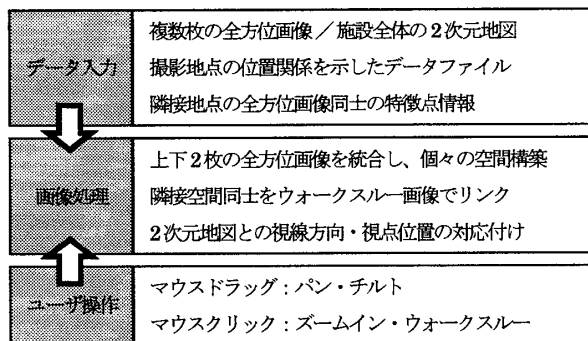 データ入力
複数枚の全方位画像／施設全体の2次元地図
撮影地点の位置関係を示したデータファイル
隣接地点の全方位画像同士の特徴点情報
画像処理
上下2枚の全方位画像を統合し、個々の空間構築
隣接空間同士をウォークスルー画像でリンク
2次元地図との視線方向・視点位置の対応付け
ユーザ操作
マウスドラッグ：パン・チルト
マウスクリック：ズームイン・ウォークスルー